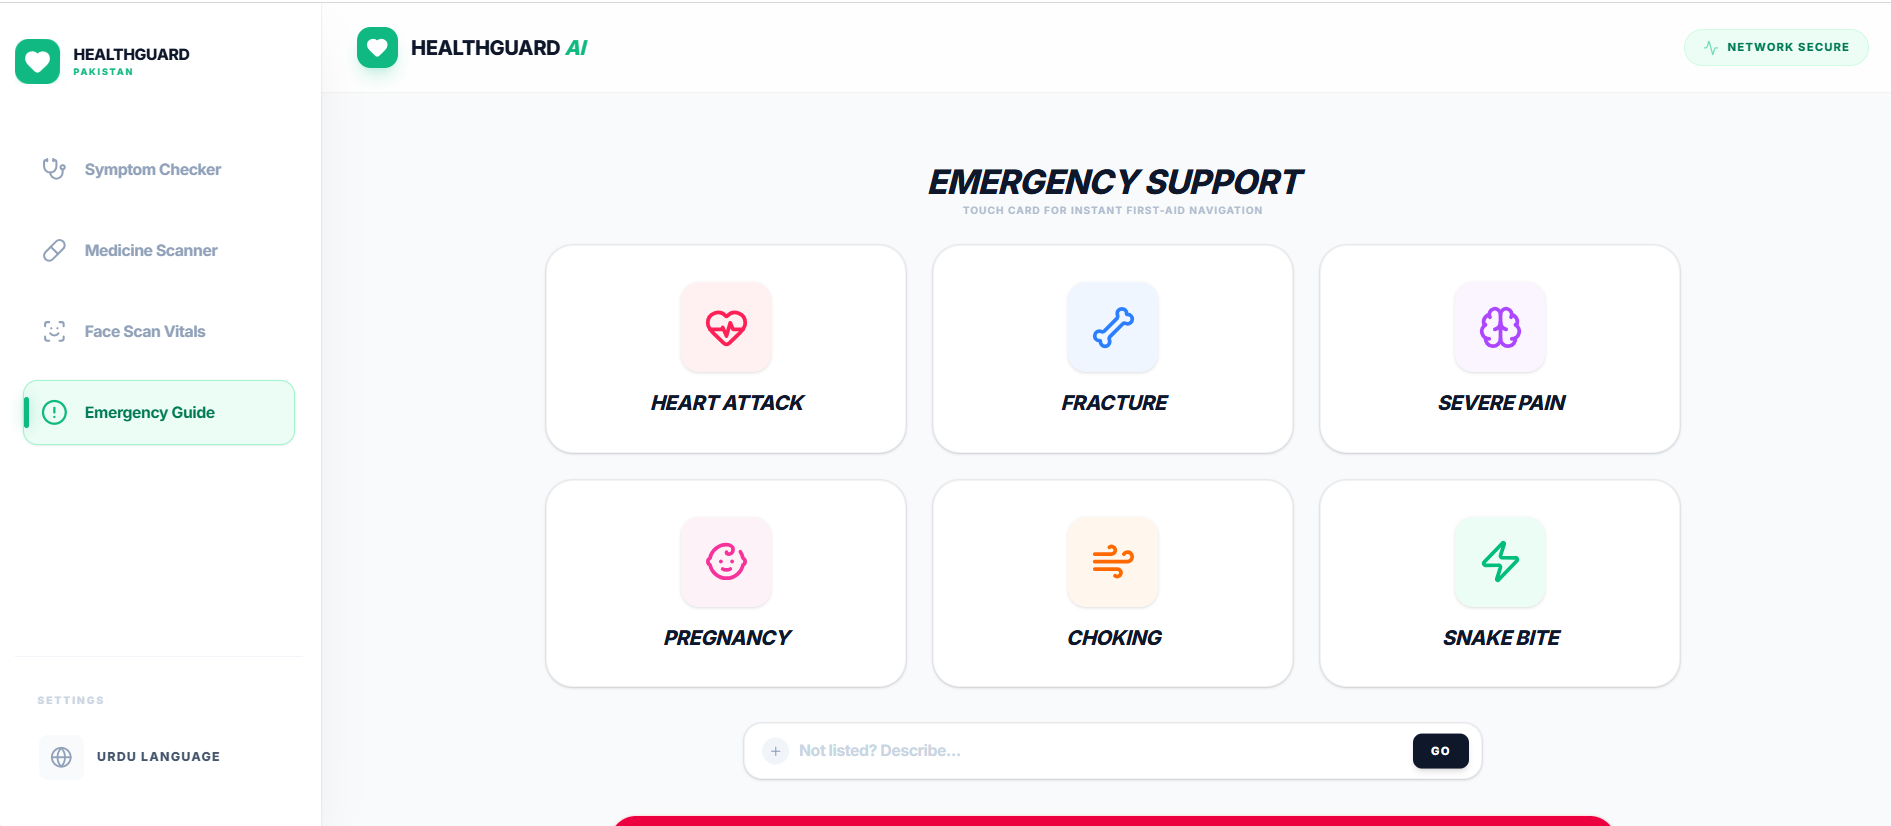 HEALTHGUARD
PAKISTAN
Symptom Checker
Medicine Scanner
Face Scan Vitals
Emergency Guide
SETTINGS
URDU LANGUAGE
HEALTHGUARD AI
NETWORK SECURE
EMERGENCY SUPPORT
TOUCH CARD FOR INSTANT FIRST-AID NAVIGATION
HEART ATTACK
FRACTURE
SEVERE PAIN
PREGNANCY
CHOKING
SNAKE BITE
Not listed? Describe...
GO